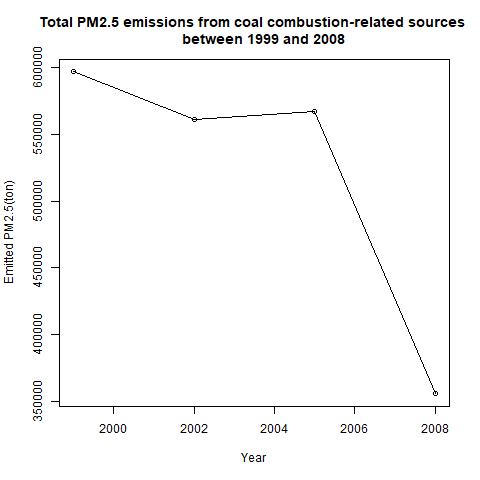 Total PM2.5 emissions from coal combustion-related sources
between 1999 and 2008
600000
550000
500000
450000
400000
350000
Emitted PM2.5(ton)
2000 2002 2004 2006 2008
Year